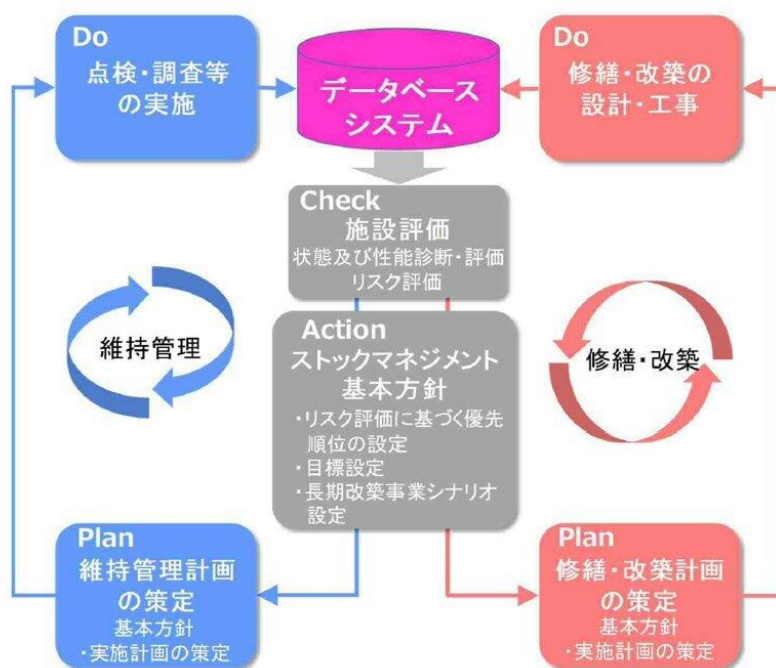 Do
点検・調査等
の実施
データベース
システム
Do
修繕・改築の
設計・工事
Check
施設評価
状態及び性能診断・評価
リスク評価
維持管理
Action
ストックマネジメント
基本方針
・リスク評価に基づく優先
順位の設定
・目標設定
・長期改築事業シナリオ
設定
修繕・改築
Plan
維持管理計画
の策定
基本方針
・実施計画の策定
Plan
修繕・改築計画
の策定
基本方針
・実施計画の策定